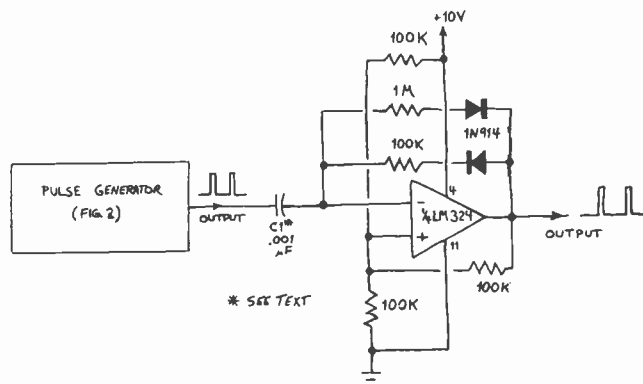 +10V
100K
1M
1N914
100K
PULSE GENERATOR
(FIG. 2)
OUTPUT
C1*
.001
µF
4
-
¼LM324
+
11
OUTPUT
100K
* SEE TEXT
100K